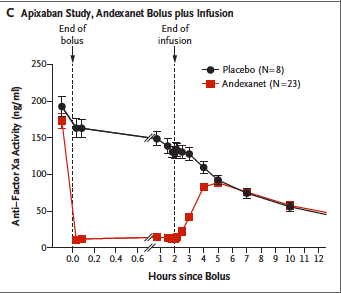 C Apixaban Study, Andexanet Bolus plus Infusion
End of bolus
End of infusion
Placebo (N=8)
Andexanet (N=23)
Anti–Factor Xa Activity (ng/ml)
250
200
150
100
50
0
0.0 0.2 0.4 0.6 1 2 3 4 5 6 7 8 9 10 11 12
Hours since Bolus